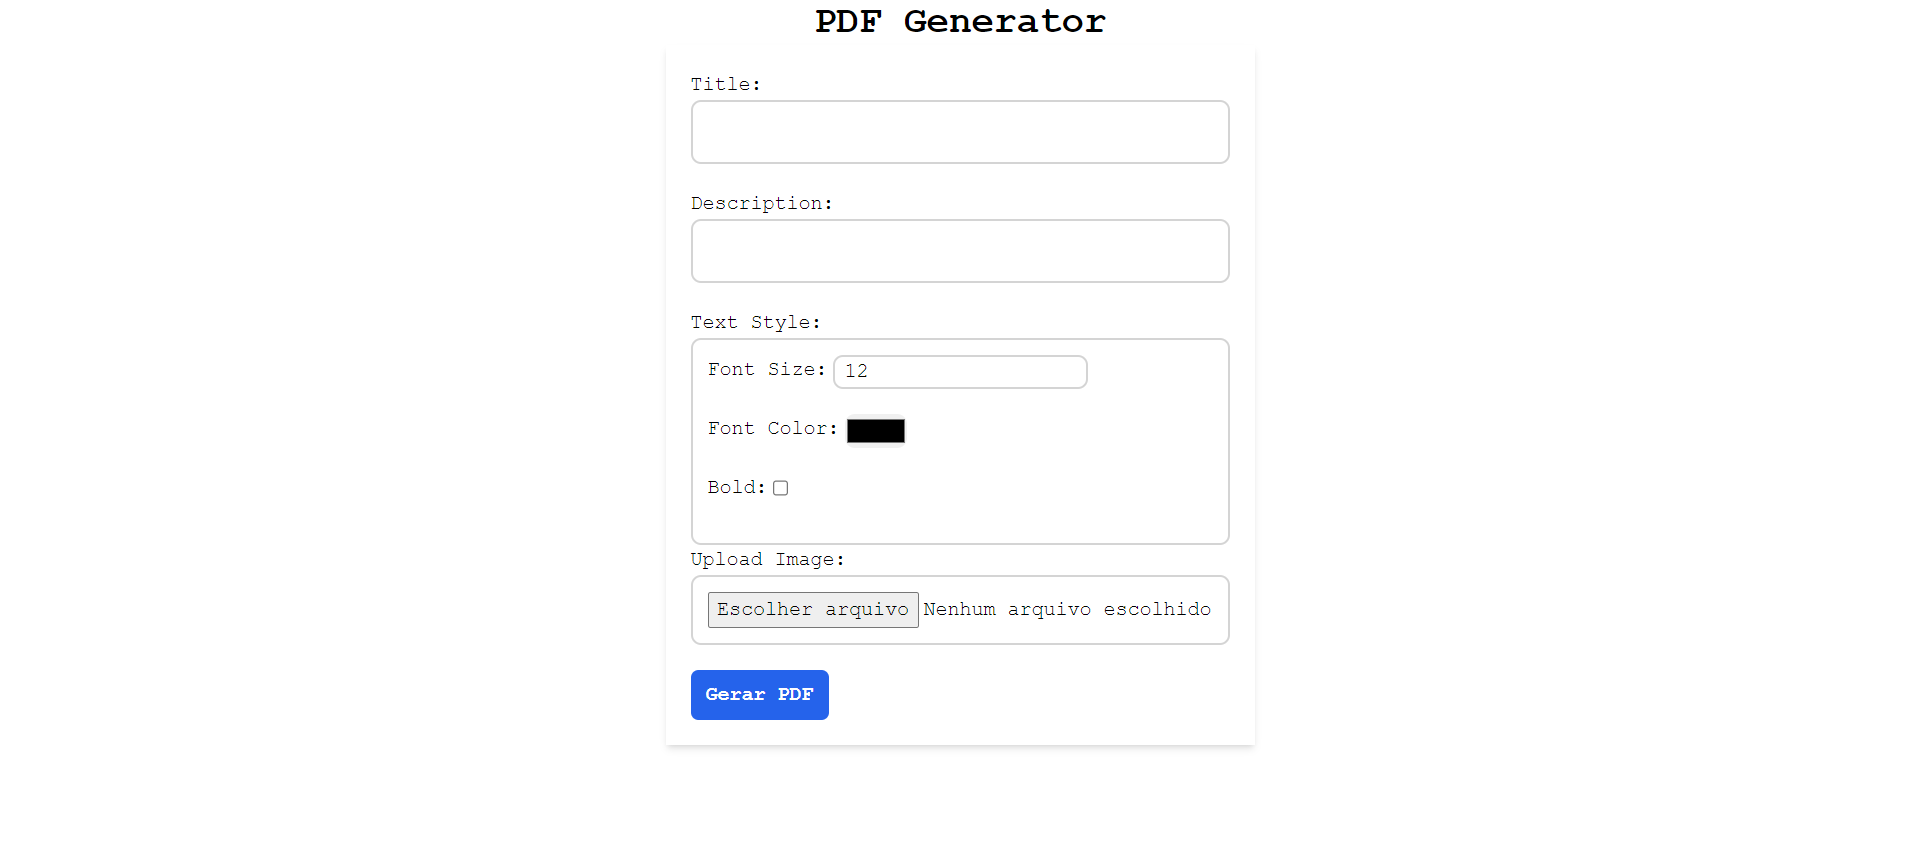 PDF Generator
Title:
Description:
Text Style:
Font Size: 12
Font Color:
Bold:
Upload Image:
Escolher arquivo Nenhum arquivo escolhido
Gerar PDF